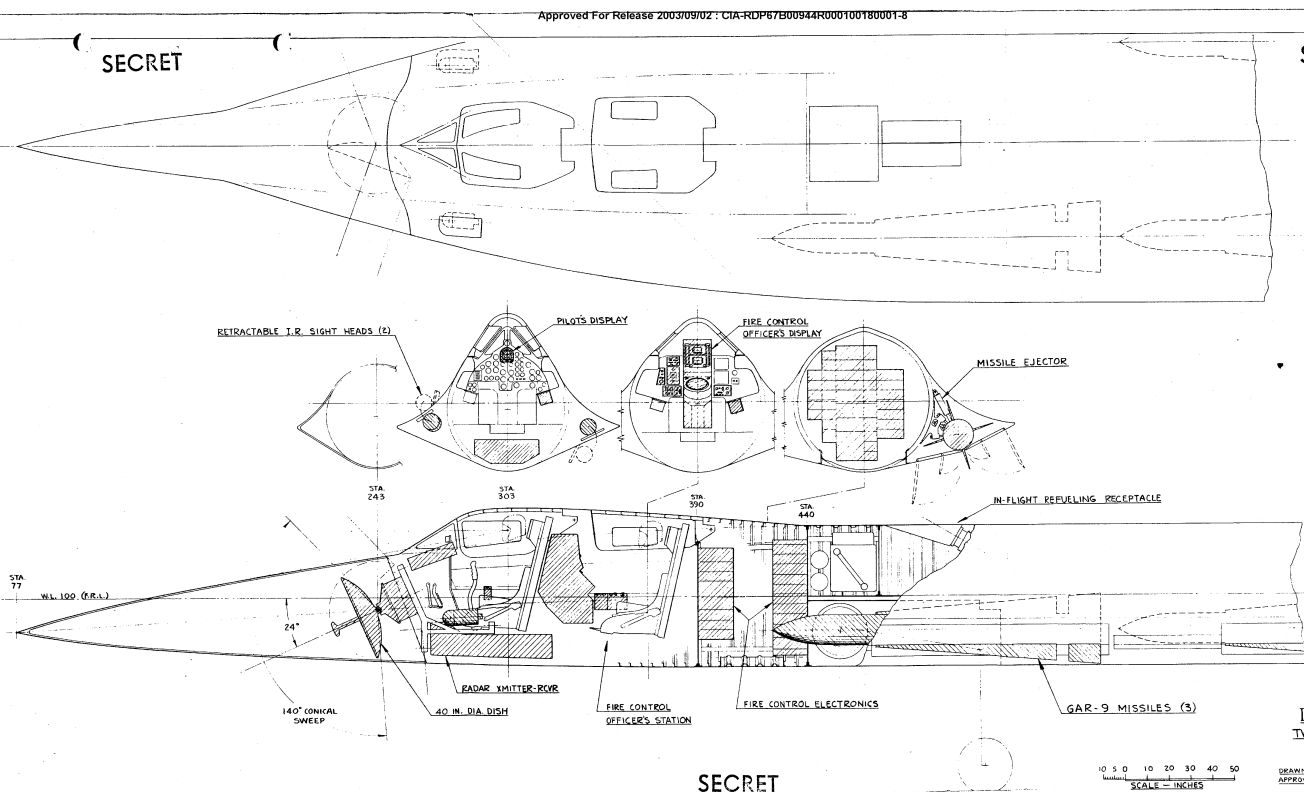 Approved For Release 2003/09/02 : CIA-RDP67B00944R000100180001-8
SECRET
RETRACTABLE I.R. SIGHT HEADS (2)
PILOT'S DISPLAY
FIRE CONTROL
OFFICER'S DISPLAY
MISSILE EJECTOR
STA.
243
STA.
303
STA.
390
STA.
440
IN-FLIGHT REFUELING RECEPTACLE
STA.
77
W.L. 100 (F.R.L.)
24°
140° CONICAL
SWEEP
RADAR XMITTER-RCVR
40 IN. DIA. DISH
FIRE CONTROL
OFFICER'S STATION
FIRE CONTROL ELECTRONICS
GAR-9 MISSILES (3)
10 5 0 10 20 30 40 50
SCALE - INCHES
DRAWN
APPROV
SECRET